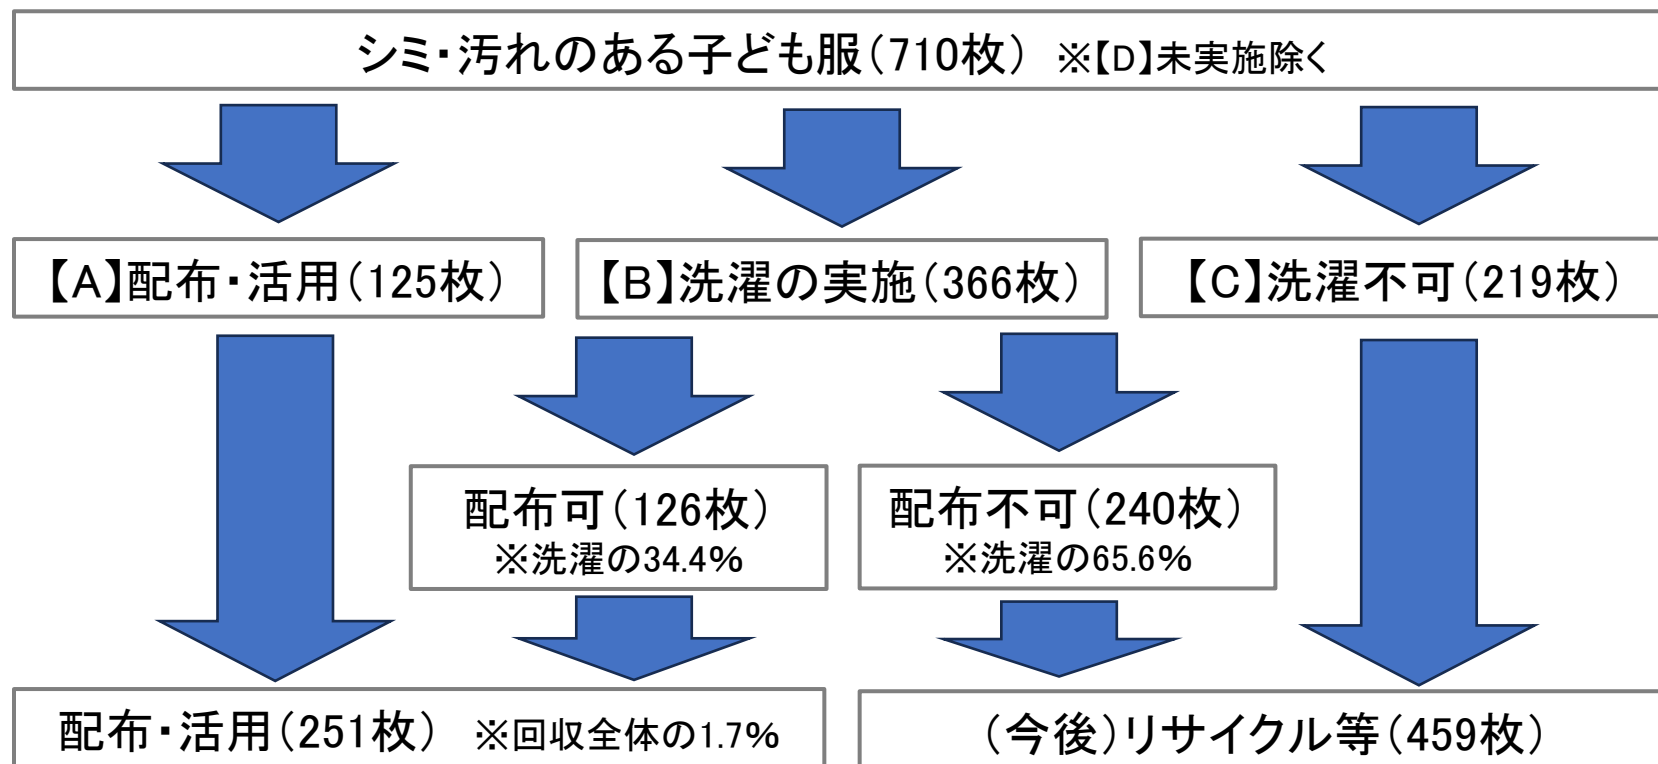 シミ・汚れのある子ども服(710枚) ※【D】未実施除く
【A】配布・活用(125枚)
【B】洗濯の実施(366枚)
【C】洗濯不可(219枚)
配布可(126枚)
※洗濯の34.4%
配布不可(240枚)
※洗濯の65.6%
配布・活用(251枚) ※回収全体の1.7%
(今後)リサイクル等(459枚)